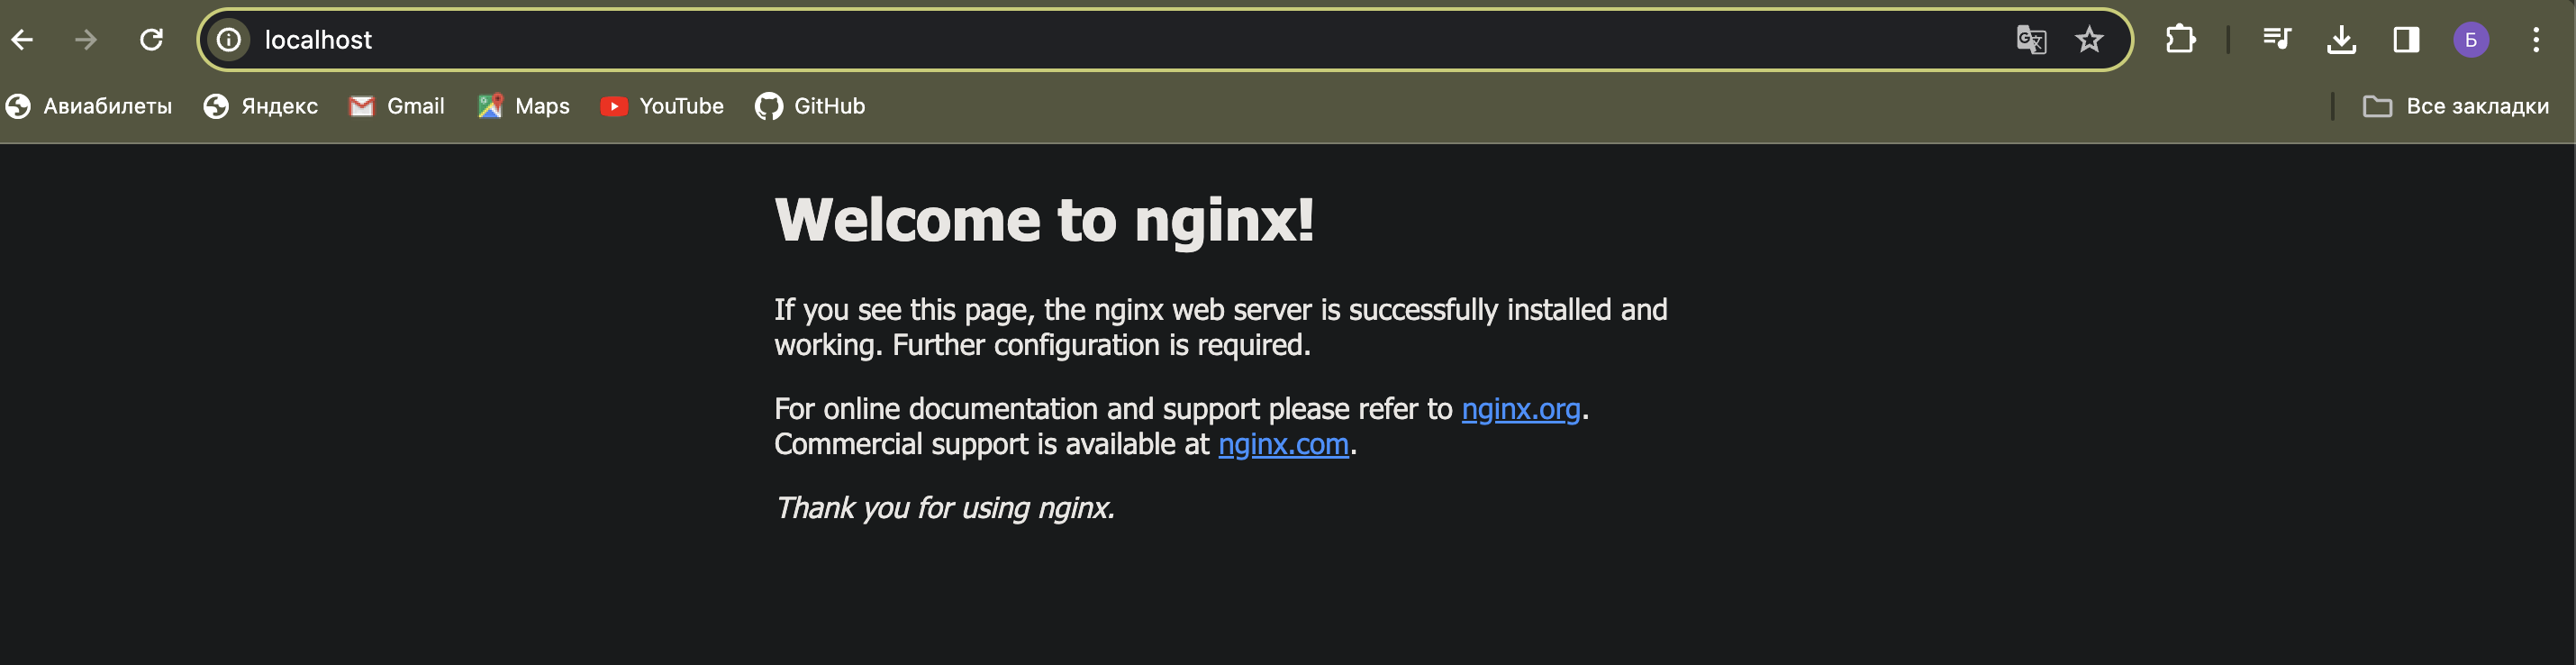 localhost
Авиабилеты Яндекс Gmail Maps YouTube GitHub Все закладки
Б
Welcome to nginx!
If you see this page, the nginx web server is successfully installed and
working. Further configuration is required.
For online documentation and support please refer to nginx.org.
Commercial support is available at nginx.com.
Thank you for using nginx.